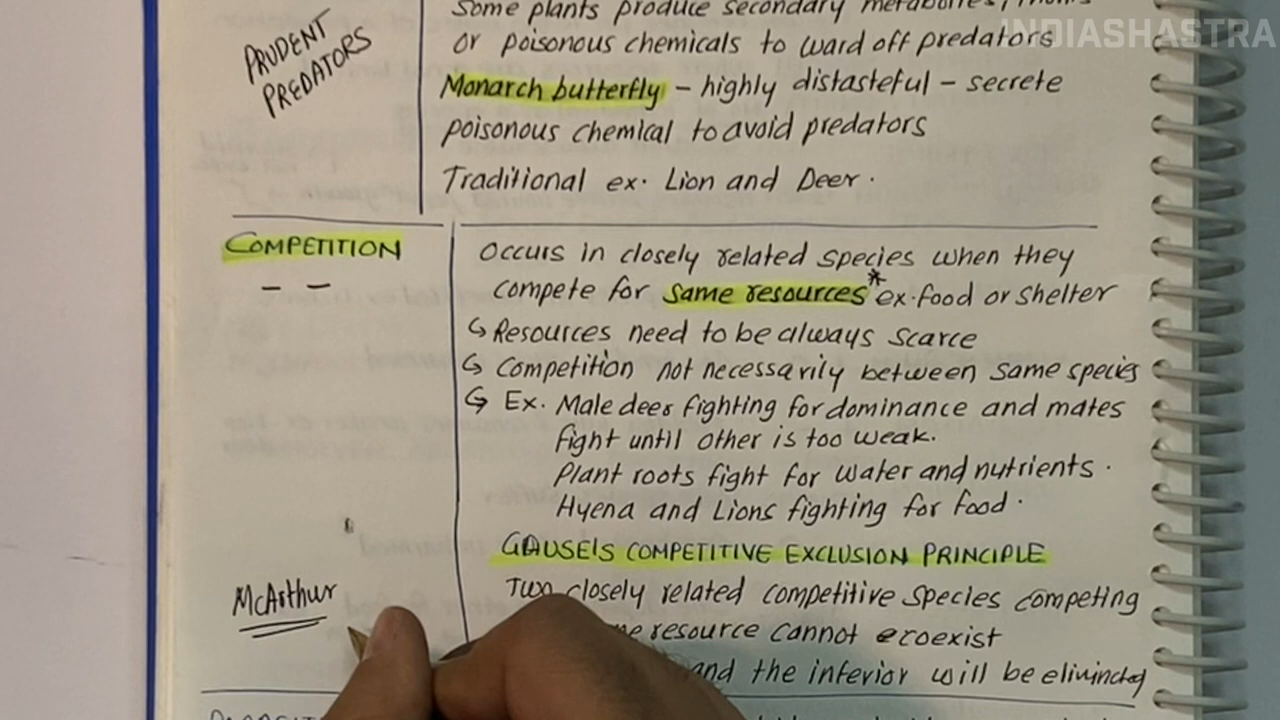 Some plants produce secondary
INDIASHASTRA
PRUDENT
PREDATORS
or poisonous chemicals to ward off predators
Monarch butterfly – highly distasteful – secrete
poisonous chemical to avoid predators
Traditional ex. Lion and Deer.
COMPETITION
– –
Occurs in closely related species when they
compete for same resources* ex. food or shelter
↳ Resources need to be always scarce
↳ Competition not necessarily between same species
↳ Ex. Male deer fighting for dominance and mates
fight until other is too weak.
Plant roots fight for water and nutrients.
Hyena and Lions fighting for food.
GAUSE'S COMPETITIVE EXCLUSION PRINCIPLE
McArthur
Two closely related competitive species competing
resource cannot coexist
and the inferior will be